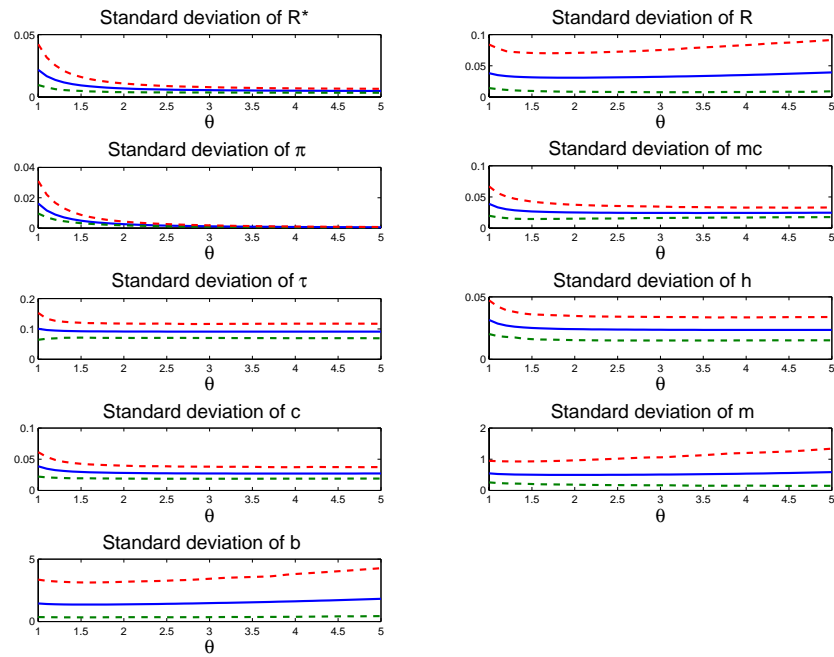 Standard deviation of R*
0.05
0
1 1.5 2 2.5 3 3.5 4 4.5 5
θ
Standard deviation of R
0.1
0.05
0
1 1.5 2 2.5 3 3.5 4 4.5 5
θ
Standard deviation of π
0.04
0.02
0
1 1.5 2 2.5 3 3.5 4 4.5 5
θ
Standard deviation of mc
0.1
0.05
0
1 1.5 2 2.5 3 3.5 4 4.5 5
θ
Standard deviation of τ
0.2
0.1
0
1 1.5 2 2.5 3 3.5 4 4.5 5
θ
Standard deviation of h
0.05
0
1 1.5 2 2.5 3 3.5 4 4.5 5
θ
Standard deviation of c
0.1
0.05
0
1 1.5 2 2.5 3 3.5 4 4.5 5
θ
Standard deviation of m
2
1
0
1 1.5 2 2.5 3 3.5 4 4.5 5
θ
Standard deviation of b
5
0
1 1.5 2 2.5 3 3.5 4 4.5 5
θ